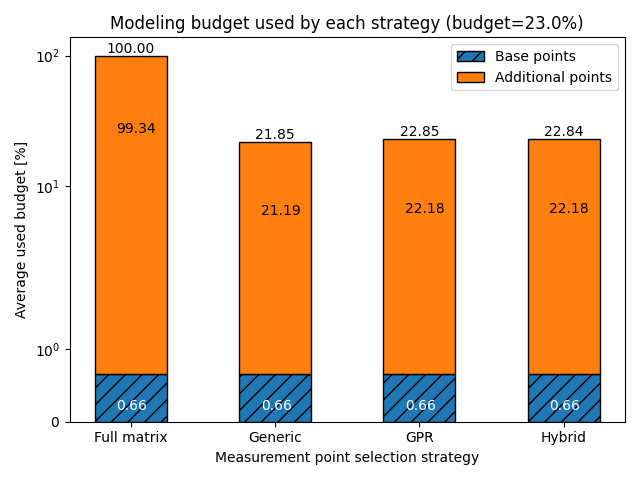 Modeling budget used by each strategy (budget=23.0%)
Average used budget [%]
10²
10¹
10⁰
0
Base points
Additional points
100.00
21.85
22.85
22.84
99.34
21.19
22.18
22.18
0.66
0.66
0.66
0.66
Full matrix
Generic
GPR
Hybrid
Measurement point selection strategy